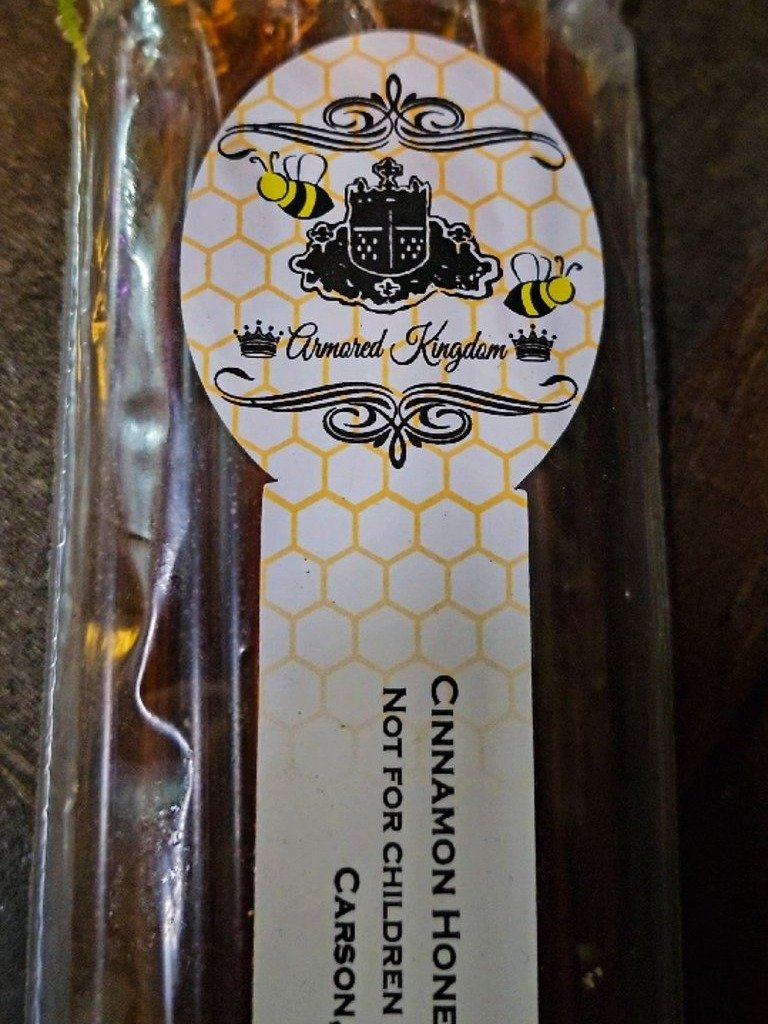 Armored Kingdom
CINNAMON HONE
NOT FOR CHILDREN
CARSON,